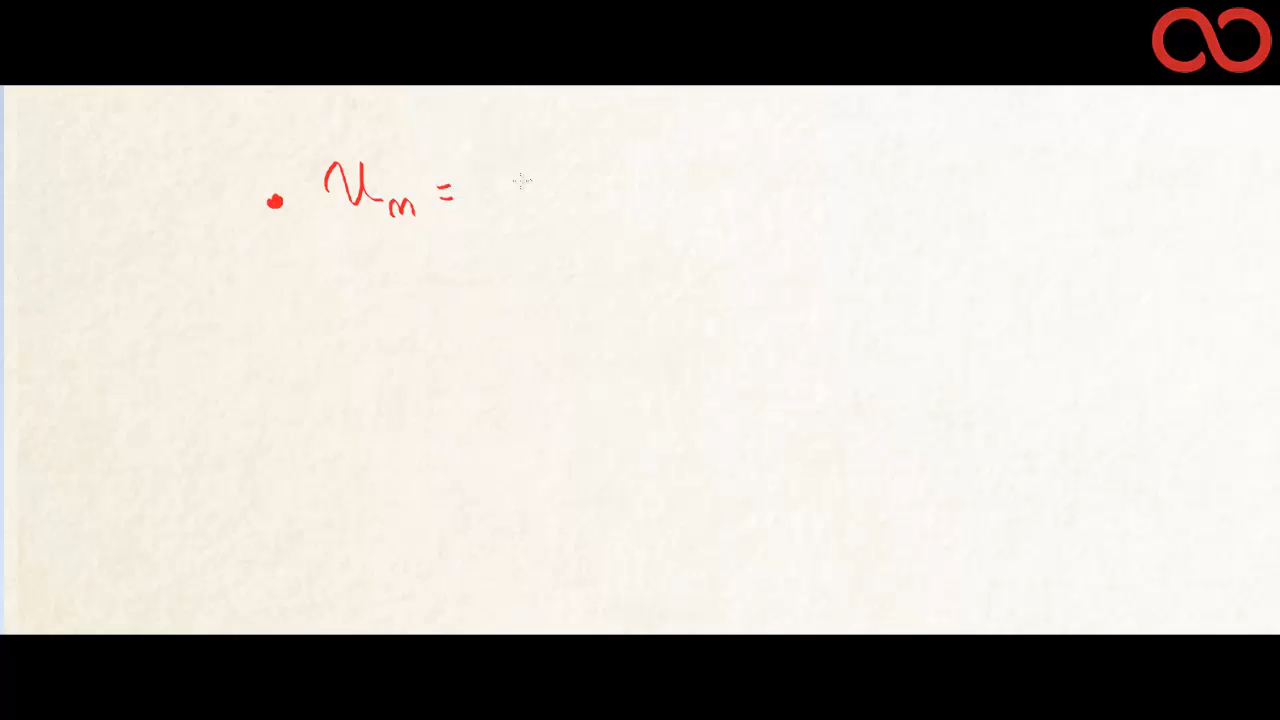 • U_m =